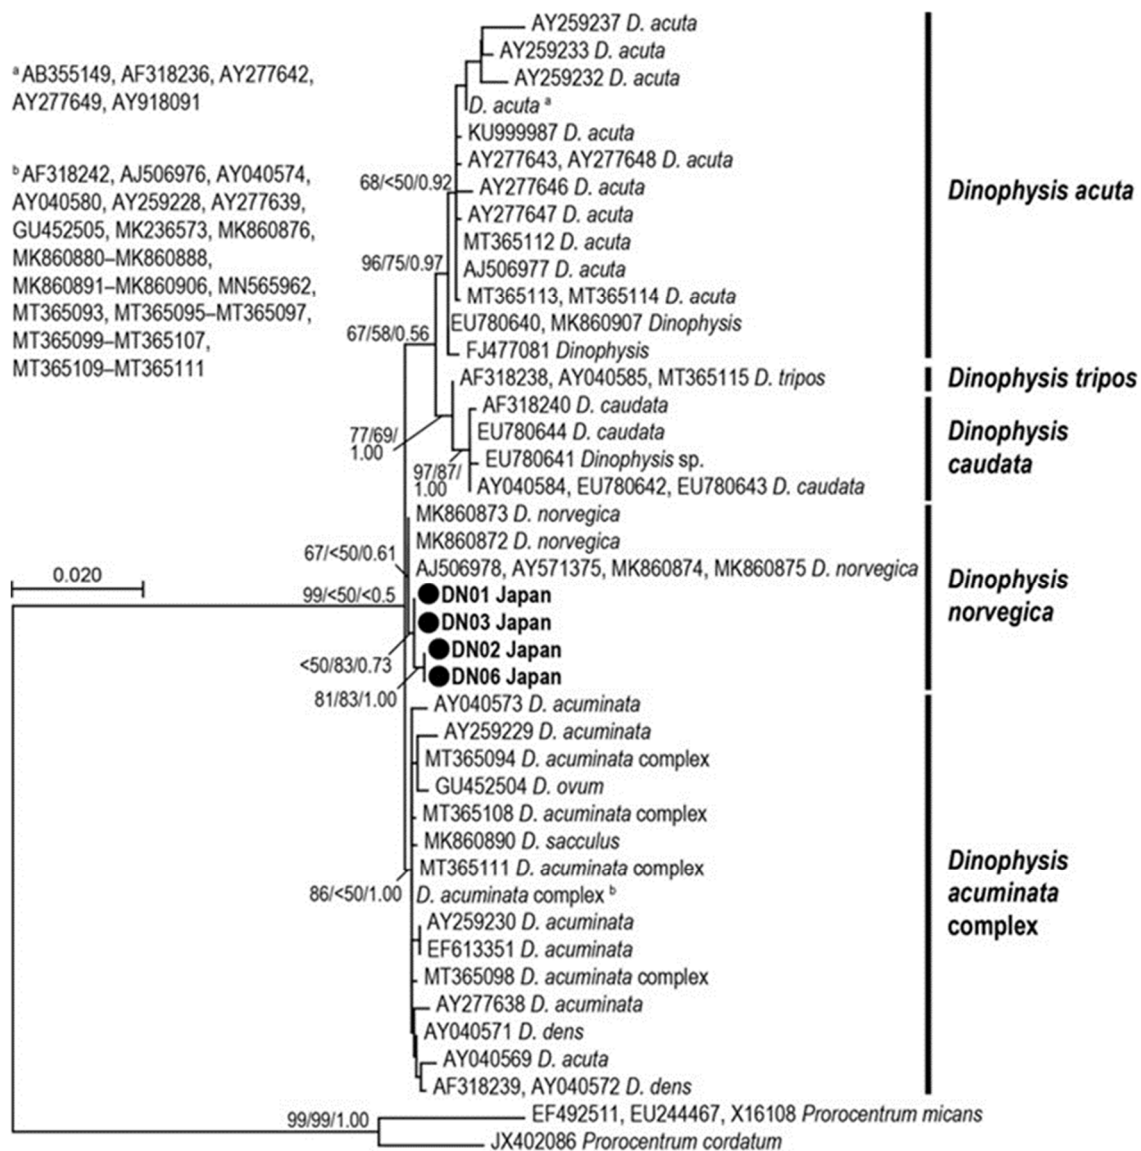 ᵃ AB355149, AF318236, AY277642,
AY277649, AY918091
ᵇ AF318242, AJ506976, AY040574,
AY040580, AY259228, AY277639,
GU452505, MK236573, MK860876,
MK860880–MK860888,
MK860891–MK860906, MN565962,
MT365093, MT365095–MT365097,
MT365099–MT365107,
MT365109–MT365111
0.020
AY259237 D. acuta
AY259233 D. acuta
AY259232 D. acuta
D. acuta ᵃ
KU999987 D. acuta
AY277643, AY277648 D. acuta
68/<50/0.92
AY277646 D. acuta
AY277647 D. acuta
MT365112 D. acuta
96/75/0.97
AJ506977 D. acuta
MT365113, MT365114 D. acuta
EU780640, MK860907 Dinophysis
67/58/0.56
FJ477081 Dinophysis
AF318238, AY040585, MT365115 D. tripos
AF318240 D. caudata
EU780644 D. caudata
77/69/
1.00
EU780641 Dinophysis sp.
97/87/
1.00
AY040584, EU780642, EU780643 D. caudata
MK860873 D. norvegica
MK860872 D. norvegica
67/<50/0.61
AJ506978, AY571375, MK860874, MK860875 D. norvegica
99/<50/<0.5
DN01 Japan
DN03 Japan
DN02 Japan
<50/83/0.73
DN06 Japan
81/83/1.00
AY040573 D. acuminata
AY259229 D. acuminata
MT365094 D. acuminata complex
GU452504 D. ovum
MT365108 D. acuminata complex
MK860890 D. sacculus
MT365111 D. acuminata complex
86/<50/1.00
D. acuminata complex ᵇ
AY259230 D. acuminata
EF613351 D. acuminata
MT365098 D. acuminata complex
AY277638 D. acuminata
AY040571 D. dens
AY040569 D. acuta
AF318239, AY040572 D. dens
99/99/1.00
EF492511, EU244467, X16108 Prorocentrum micans
JX402086 Prorocentrum cordatum
Dinophysis acuta
Dinophysis tripos
Dinophysis
caudata
Dinophysis
norvegica
Dinophysis
acuminata
complex